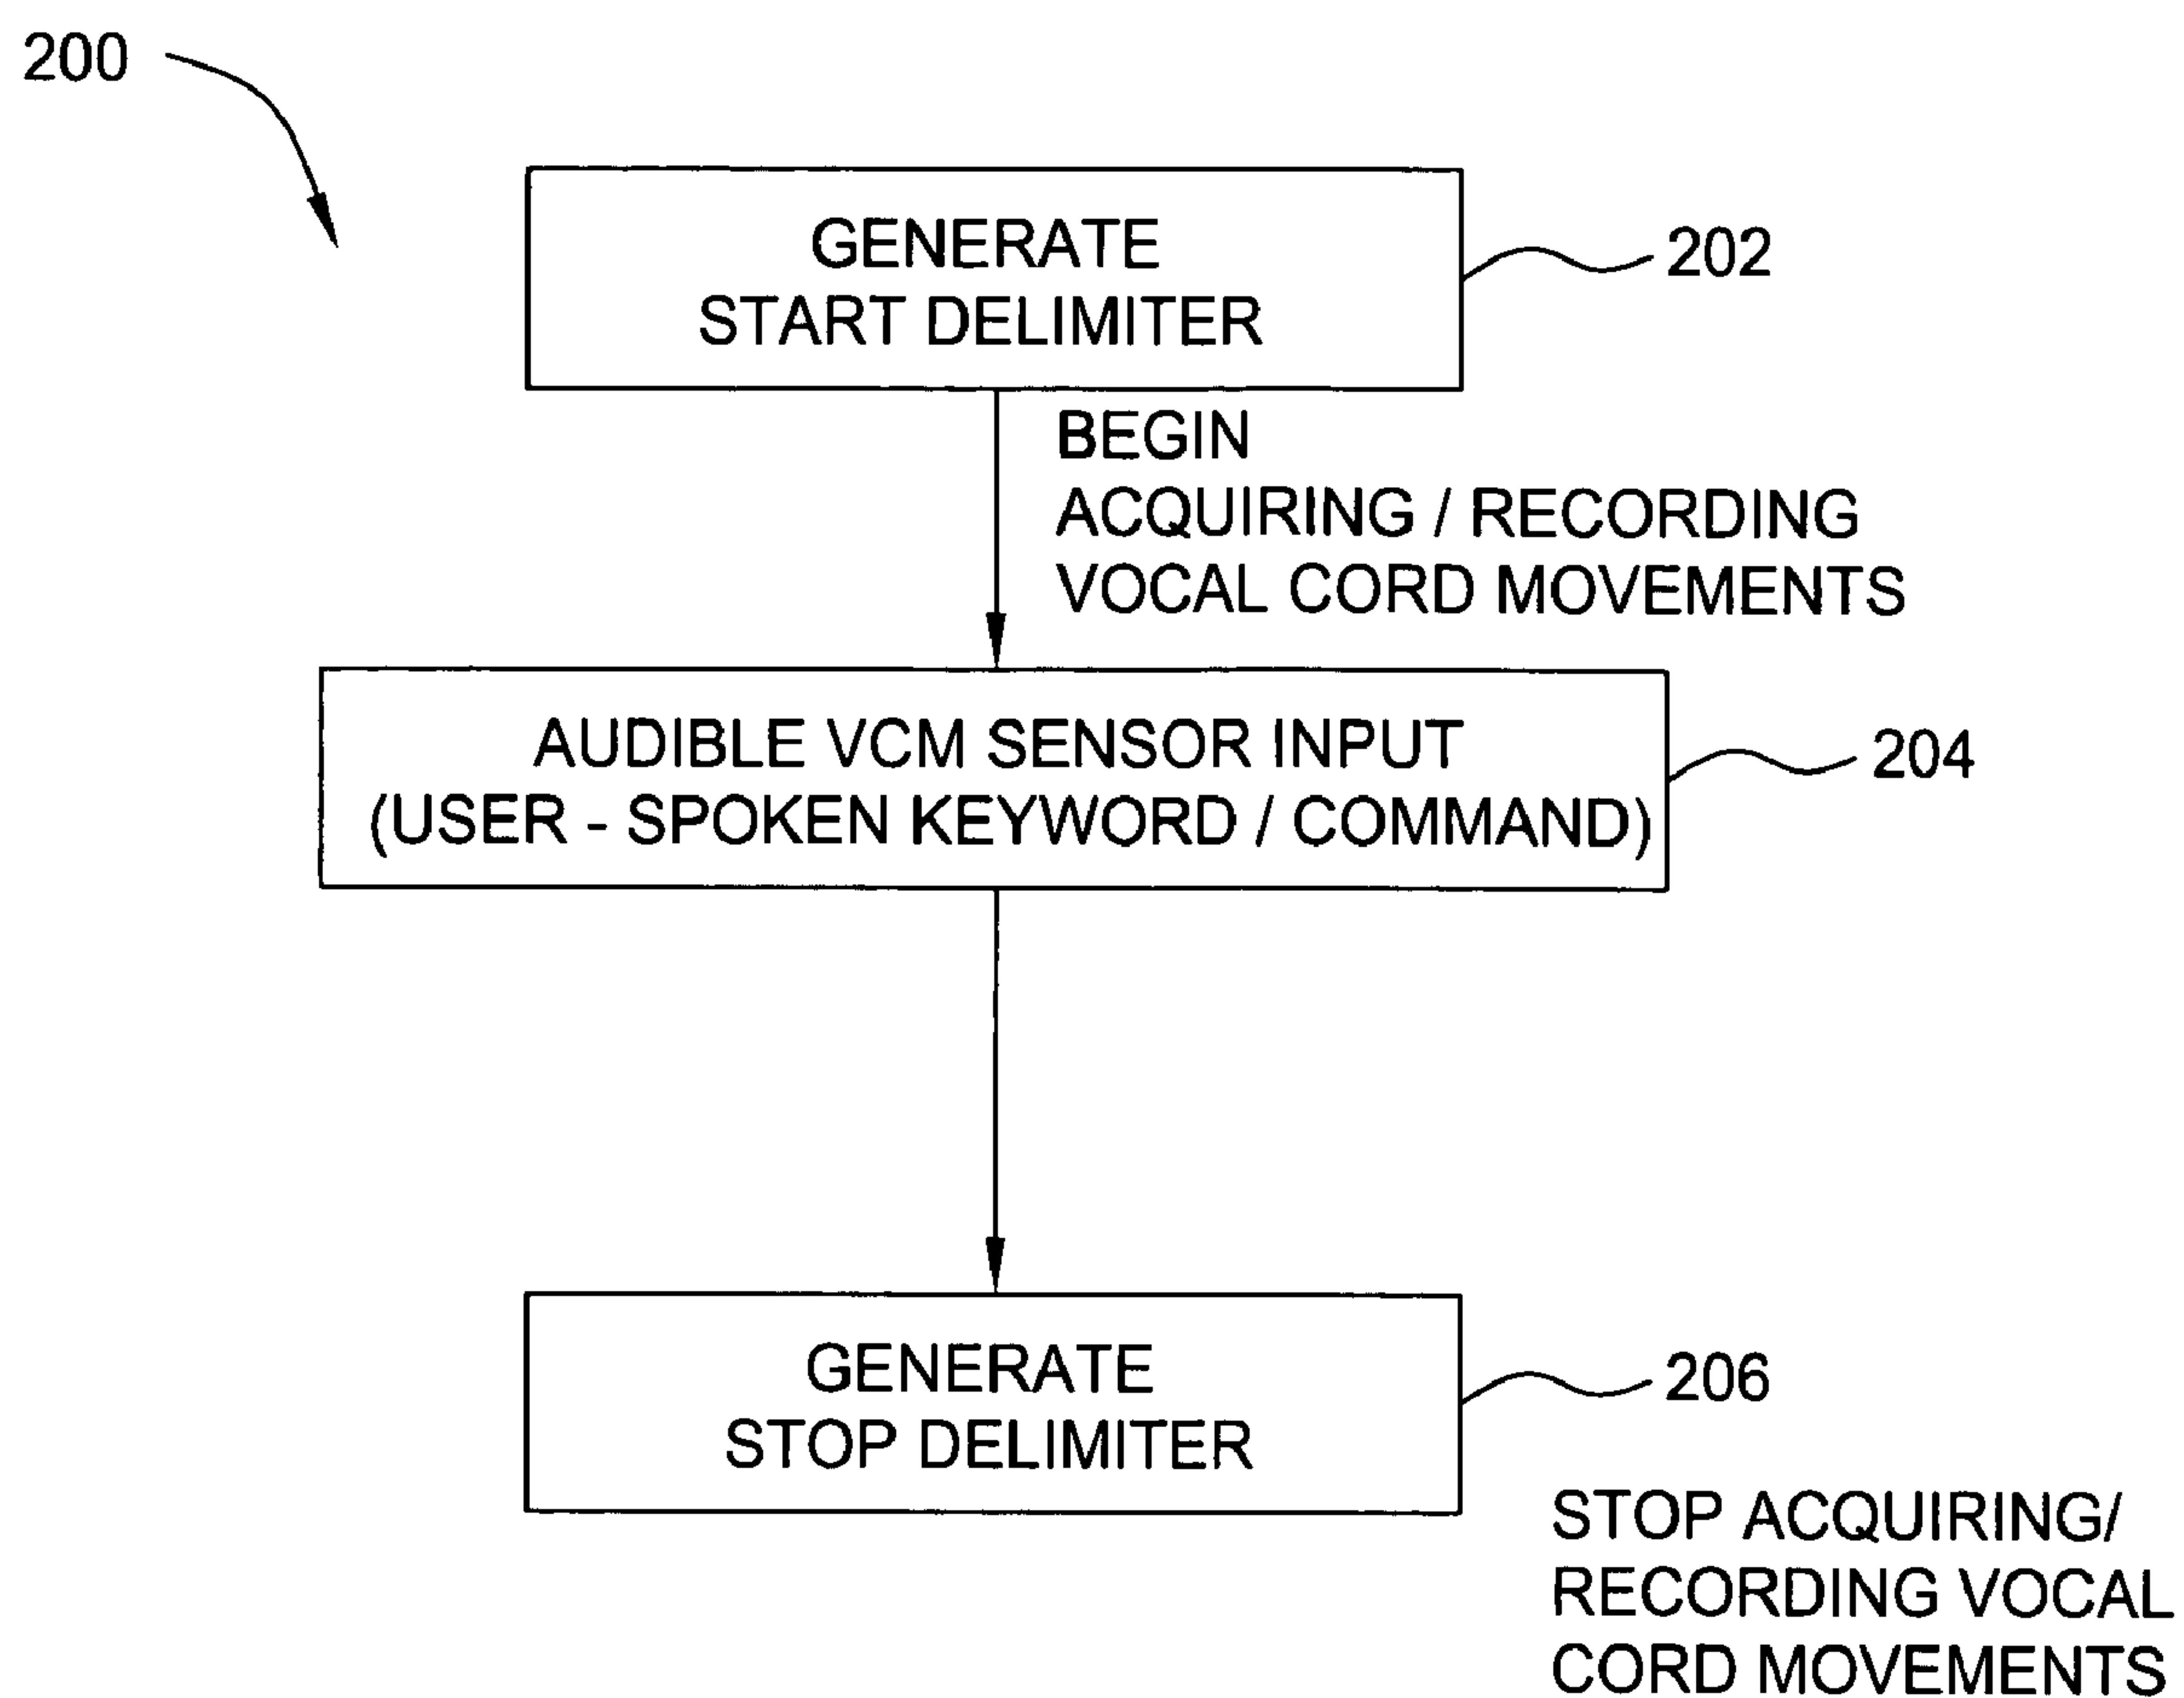 200
GENERATE
START DELIMITER
202
BEGIN
ACQUIRING / RECORDING
VOCAL CORD MOVEMENTS
AUDIBLE VCM SENSOR INPUT
(USER - SPOKEN KEYWORD / COMMAND)
204
GENERATE
STOP DELIMITER
206
STOP ACQUIRING/
RECORDING VOCAL
CORD MOVEMENTS